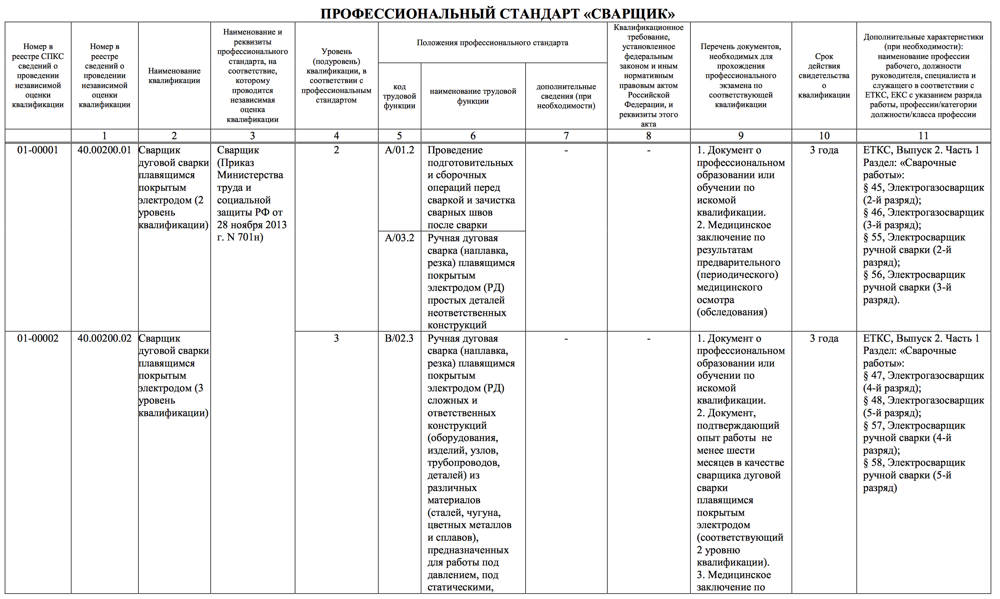 ПРОФЕССИОНАЛЬНЫЙ СТАНДАРТ «СВАРЩИК»
Номер в
реестре СПКС
сведений о
проведении
независимой
оценки
квалификации
Номер в
реестре
сведений о
проведении
независимой
оценки
квалификации
Наименование
квалификации
Наименование и
реквизиты
профессионального
стандарта, на
соответствие,
которому
проводится
независимая
оценка
квалификации
Уровень
(подуровень)
квалификации, в
соответствии с
профессиональным
стандартом
Положения профессионального стандарта
код
трудовой
функции
наименование трудовой
функции
дополнительные
сведения (при
необходимости)
Квалификационное
требование,
установленное
федеральным
законом и иным
нормативным
правовым актом
Российской
Федерации, и
реквизиты этого
акта
Перечень документов,
необходимых для
прохождения
профессионального
экзамена по
соответствующей
квалификации
Срок
действия
свидетельства
о
квалификации
Дополнительные характеристики
(при необходимости):
наименование профессии
рабочего, должности
руководителя, специалиста и
служащего в соответствии с
ЕТКС, ЕКС с указанием разряда
работы, профессии/категории
должности/класса профессии
1 2 3 4 5 6 7 8 9 10 11
01-00001
40.00200.01
Сварщик
дуговой сварки
плавящимся
покрытым
электродом (2
уровень
квалификации)
Сварщик
(Приказ
Министерства
труда и
социальной
защиты РФ от
28 ноября 2013
г. N 701н)
2
А/01.2
Проведение
подготовительных
и сборочных
операций перед
сваркой и зачистка
сварных швов
после сварки
А/03.2
Ручная дуговая
сварка (наплавка,
резка) плавящимся
покрытым
электродом (РД)
простых деталей
неответственных
конструкций
-
-
1. Документ о
профессиональном
образовании или
обучении по
искомой
квалификации.
2. Медицинское
заключение по
результатам
предварительного
(периодического)
медицинского
осмотра
(обследования)
3 года
ЕТКС, Выпуск 2. Часть 1
Раздел: «Сварочные
работы»:
§ 45, Электрогазосварщик
(2-й разряд);
§ 46, Электрогазосварщик
(3-й разряд);
§ 55, Электросварщик
ручной сварки (2-й
разряд);
§ 56, Электросварщик
ручной сварки (3-й
разряд).
01-00002
40.00200.02
Сварщик
дуговой сварки
плавящимся
покрытым
электродом (3
уровень
квалификации)
3
В/02.3
Ручная дуговая
сварка (наплавка,
резка) плавящимся
покрытым
электродом (РД)
сложных и
ответственных
конструкций
(оборудования,
изделий, узлов,
трубопроводов,
деталей) из
различных
материалов
(сталей, чугуна,
цветных металлов
и сплавов),
предназначенных
для работы под
давлением, под
статическими,
-
-
1. Документ о
профессиональном
образовании или
обучении по
искомой
квалификации.
2. Документ,
подтверждающий
опыт работы  не
менее шести
месяцев в качестве
сварщика дуговой
сварки
плавящимся
покрытым
электродом
(соответствующий
2 уровню
квалификации).
3. Медицинское
заключение по
3 года
ЕТКС, Выпуск 2. Часть 1
Раздел: «Сварочные
работы»:
§ 47, Электрогазосварщик
(4-й разряд);
§ 48, Электрогазосварщик
(5-й разряд);
§ 57, Электросварщик
ручной сварки (4-й
разряд);
§ 58, Электросварщик
ручной сварки (5-й
разряд)